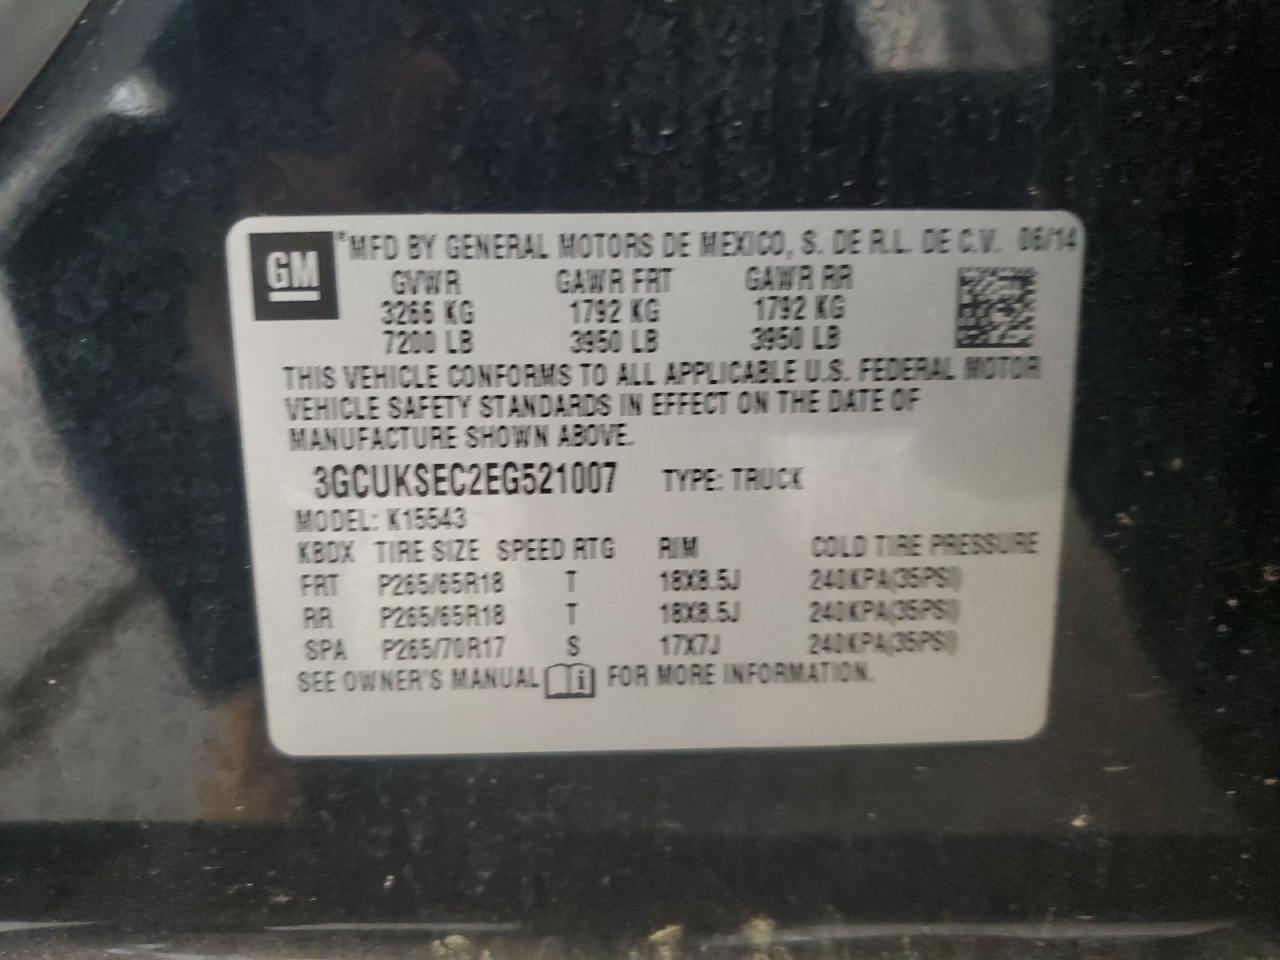 GM ® MFD BY GENERAL MOTORS DE MEXICO, S. DE R.L. DE C.V. 06/14
GVWR GAWR FRT GAWR RR
3266 KG 1792 KG 1792 KG
7200 LB 3950 LB 3950 LB
THIS VEHICLE CONFORMS TO ALL APPLICABLE U.S. FEDERAL MOTOR
VEHICLE SAFETY STANDARDS IN EFFECT ON THE DATE OF
MANUFACTURE SHOWN ABOVE.
3GCUKSEC2EG521007 TYPE: TRUCK
MODEL: K15543
KBDX TIRE SIZE SPEED RTG RIM COLD TIRE PRESSURE
FRT P265/65R18 T 18X8.5J 240KPA(35PSI)
RR P265/65R18 T 18X8.5J 240KPA(35PSI)
SPA P265/70R17 S 17X7J 240KPA(35PSI)
SEE OWNER'S MANUAL i FOR MORE INFORMATION.